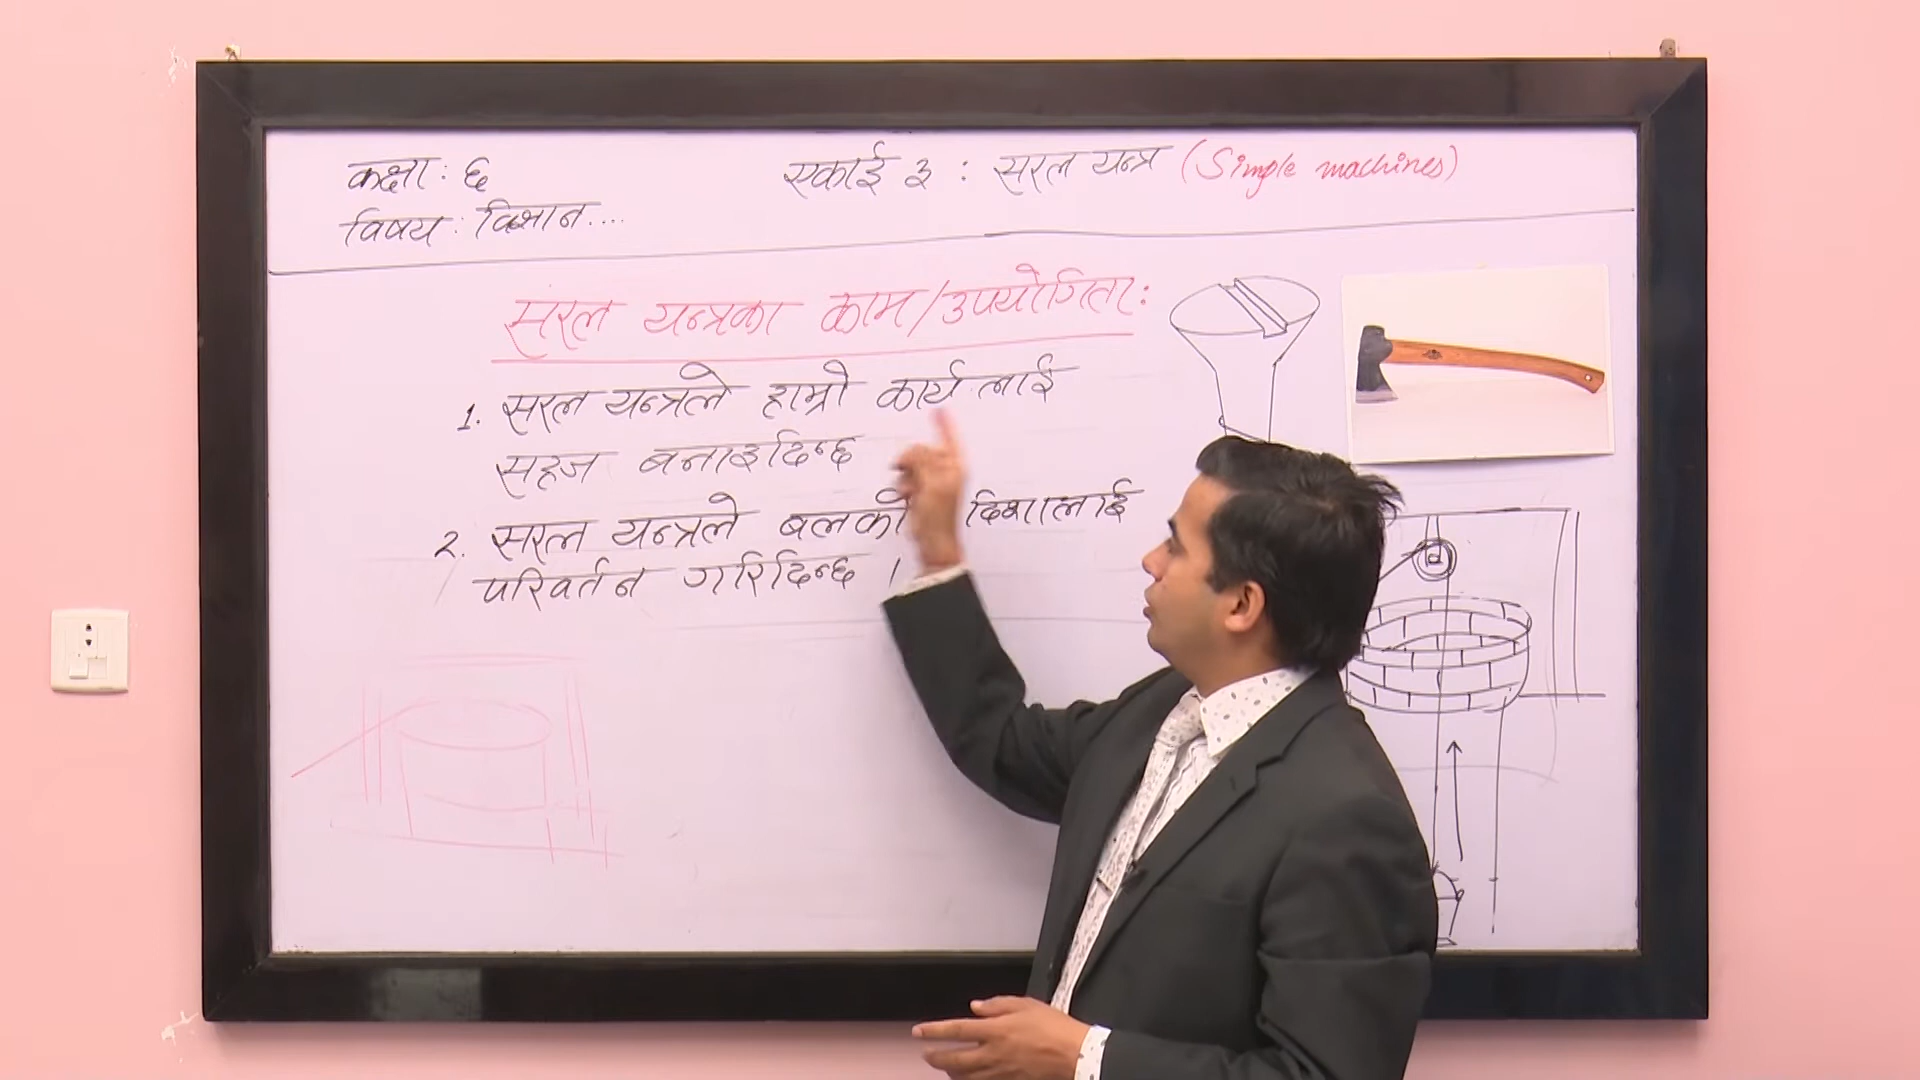 कक्षा: ६
विषय: विज्ञान....
एकाई ३ : सरल यन्त्र (Simple machines)
सरल यन्त्रका काम/उपयोगिता:
1. सरल यन्त्रले हाम्रो कार्यलाई
सहज बनाइदिन्छ
2. सरल यन्त्रले बलको दिशालाई
परिवर्तन गरिदिन्छ ।